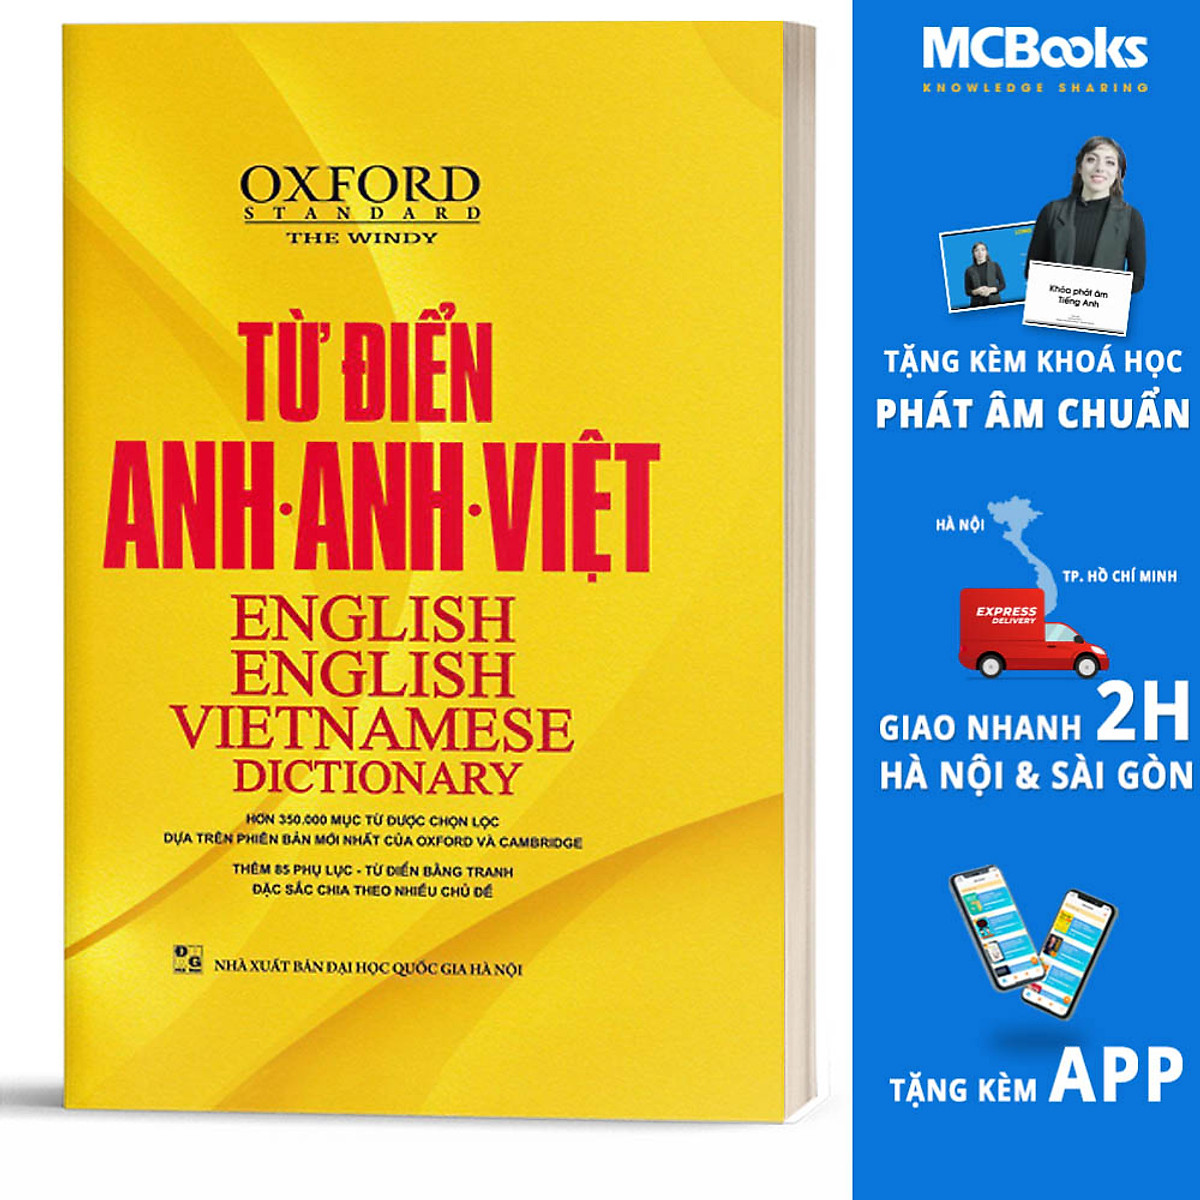 OXFORD
STANDARD
THE WINDY
TỪ ĐIỂN
ANH·ANH·VIỆT
ENGLISH
ENGLISH
VIETNAMESE
DICTIONARY
HƠN 350.000 MỤC TỪ ĐƯỢC CHỌN LỌC
DỰA TRÊN PHIÊN BẢN MỚI NHẤT CỦA OXFORD VÀ CAMBRIDGE
THÊM 85 PHỤ LỤC - TỪ ĐIỂN BẰNG TRANH
ĐẶC SẮC CHIA THEO NHIỀU CHỦ ĐỀ
NHÀ XUẤT BẢN ĐẠI HỌC QUỐC GIA HÀ NỘI
MCBooks
KNOWLEDGE SHARING
Khóa phát âm
Tiếng Anh
TẶNG KÈM KHOÁ HỌC
PHÁT ÂM CHUẨN
HÀ NỘI
TP. HỒ CHÍ MINH
EXPRESS
DELIVERY
GIAO NHANH 2H
HÀ NỘI & SÀI GÒN
TẶNG KÈM APP